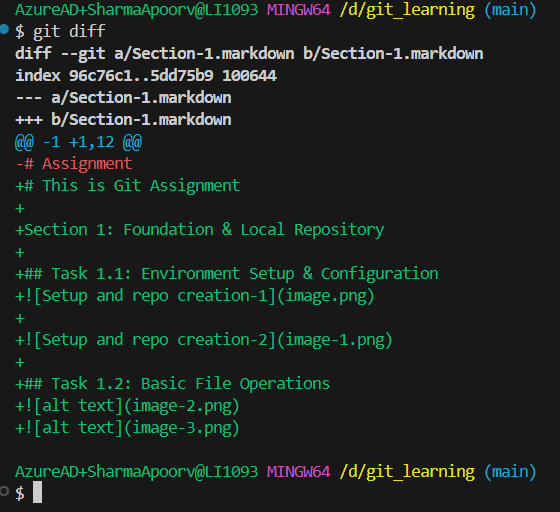 AzureAD+SharmaApoorv@LI1093 MINGW64 /d/git_learning (main)
$ git diff
diff --git a/Section-1.markdown b/Section-1.markdown
index 96c76c1..5dd75b9 100644
--- a/Section-1.markdown
+++ b/Section-1.markdown
@@ -1 +1,12 @@
-# Assignment
+# This is Git Assignment
+
+Section 1: Foundation & Local Repository
+
+## Task 1.1: Environment Setup & Configuration
+![Setup and repo creation-1](image.png)
+
+![Setup and repo creation-2](image-1.png)
+
+## Task 1.2: Basic File Operations
+![alt text](image-2.png)
+![alt text](image-3.png)
AzureAD+SharmaApoorv@LI1093 MINGW64 /d/git_learning (main)
$